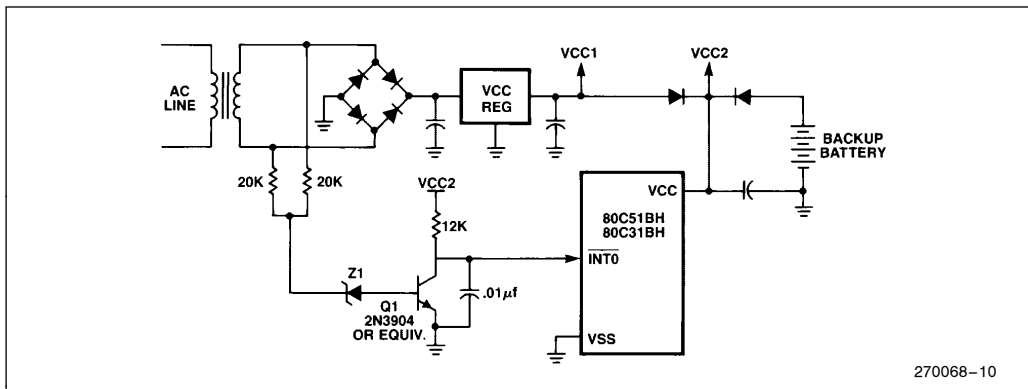 VCC1
VCC2
AC
LINE
VCC
REG
BACKUP
BATTERY
20K
20K
VCC2
VCC
12K
80C51BH
80C31BH
INT0
Z1
.01μf
Q1
2N3904
OR EQUIV.
VSS
270068–10